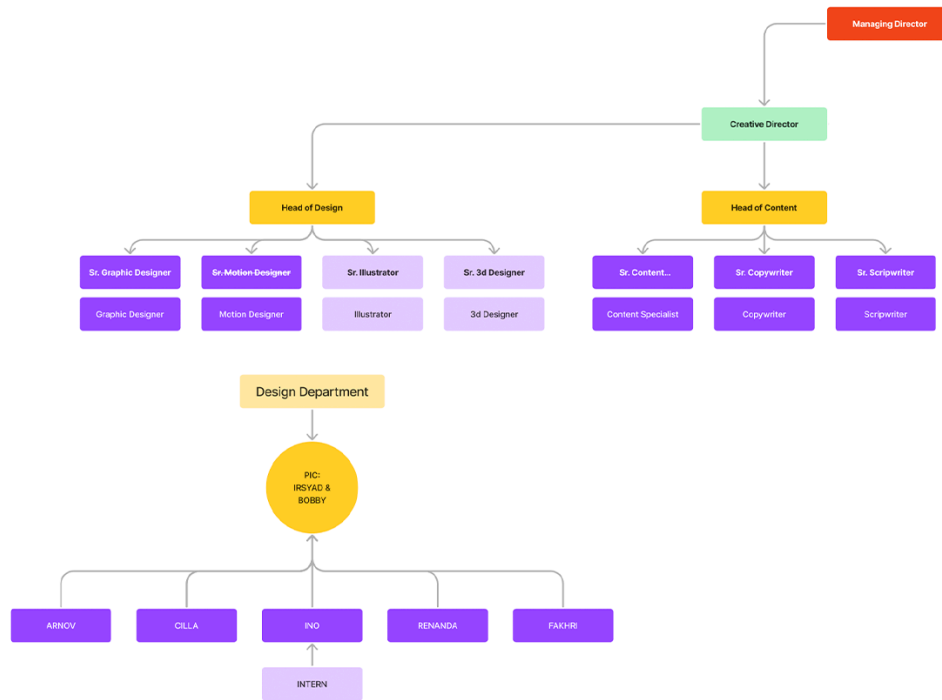 Managing Director
Creative Director
Head of Design
Head of Content
Sr. Graphic Designer
Sr. Motion Designer
Sr. Illustrator
Sr. 3d Designer
Sr. Content...
Sr. Copywriter
Sr. Scripwriter
Graphic Designer
Motion Designer
Illustrator
3d Designer
Content Specialist
Copywriter
Scripwriter
Design Department
PIC:
IRSYAD &
BOBBY
ARNOV
CILLA
INO
RENANDA
FAKHRI
INTERN